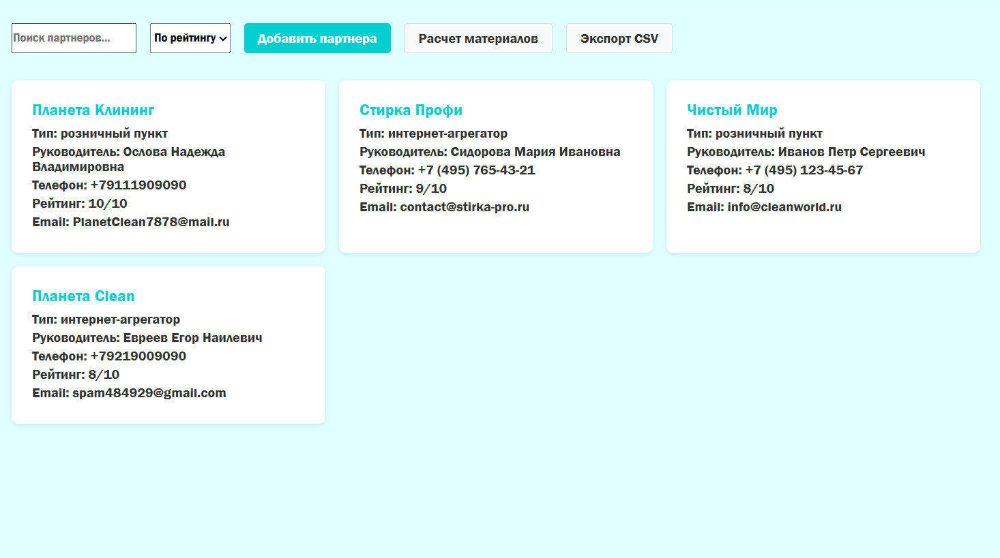 Поиск партнеров...
По рейтингу
Добавить партнера
Расчет материалов
Экспорт CSV
Планета Клининг
Тип: розничный пункт
Руководитель: Ослова Надежда
Владимировна
Телефон: +79111909090
Рейтинг: 10/10
Email: PlanetClean7878@mail.ru
Стирка Профи
Тип: интернет-агрегатор
Руководитель: Сидорова Мария Ивановна
Телефон: +7 (495) 765-43-21
Рейтинг: 9/10
Email: contact@stirka-pro.ru
Чистый Мир
Тип: розничный пункт
Руководитель: Иванов Петр Сергеевич
Телефон: +7 (495) 123-45-67
Рейтинг: 8/10
Email: info@cleanworld.ru
Планета Clean
Тип: интернет-агрегатор
Руководитель: Евреев Егор Наилевич
Телефон: +79219009090
Рейтинг: 8/10
Email: spam484929@gmail.com